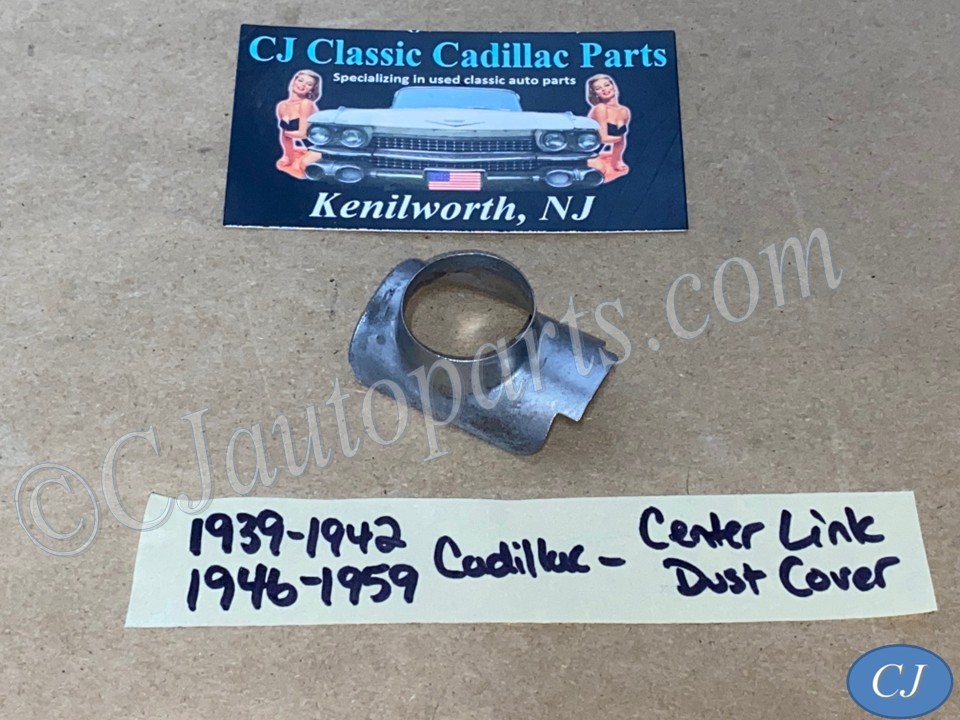 CJ Classic Cadillac Parts
Specializing in used classic auto parts
Kenilworth, NJ
©CJautoparts.com
1939-1942 Cadillac - Center Link
1946-1959 Dust Cover
CJ